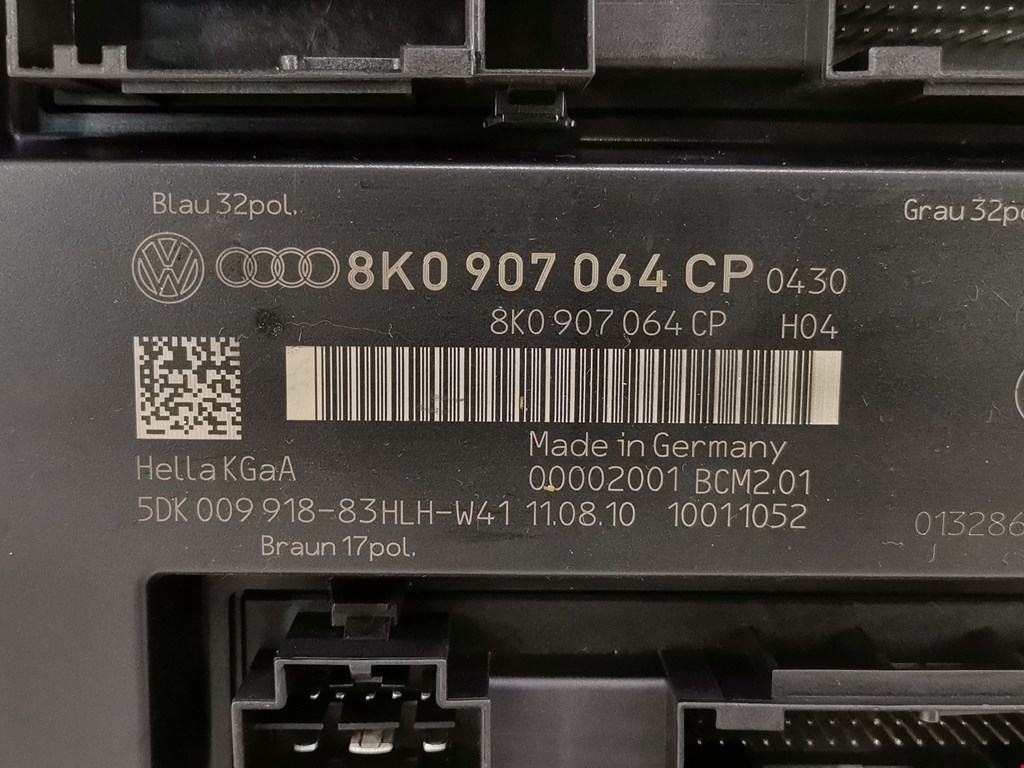 Blau 32pol.
Grau 32po
8K0 907 064 CP 0430
8K0 907 064 CP H04
Made in Germany
Hella KGaA
00002001 BCM2.01
5DK 009 918-83HLH-W41 11.08.10 10011052
013286
Braun 17pol.